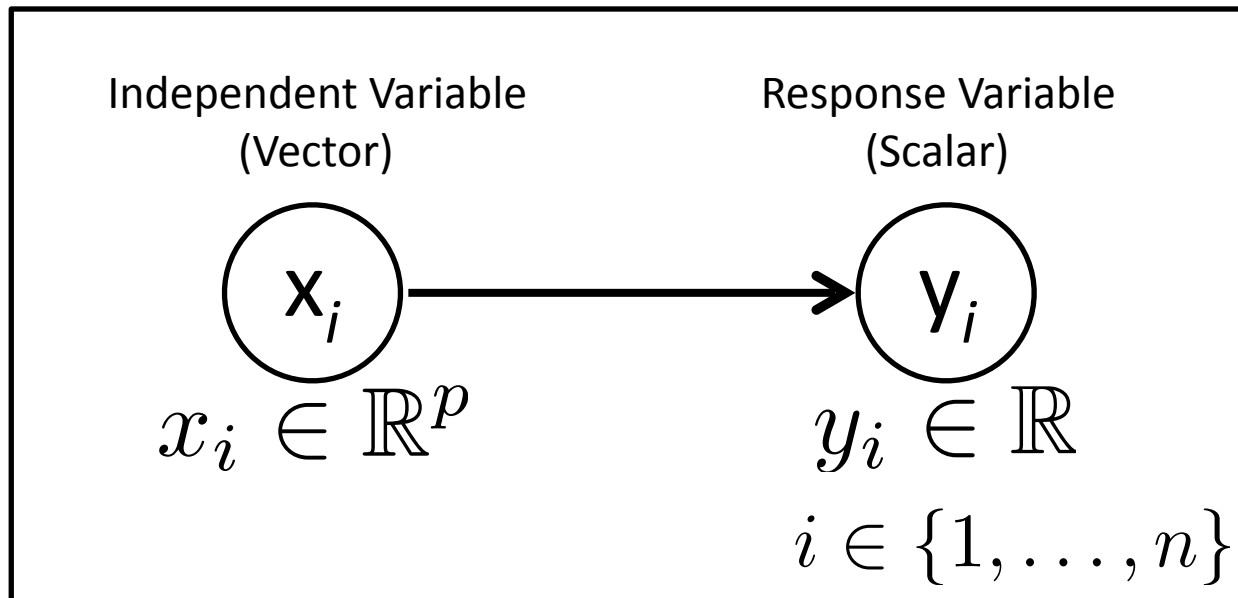 Independent Variable
(Vector)
Response Variable
(Scalar)
x_i
y_i
x_i ∈ ℝ^p
y_i ∈ ℝ
i ∈ {1, . . . , n}